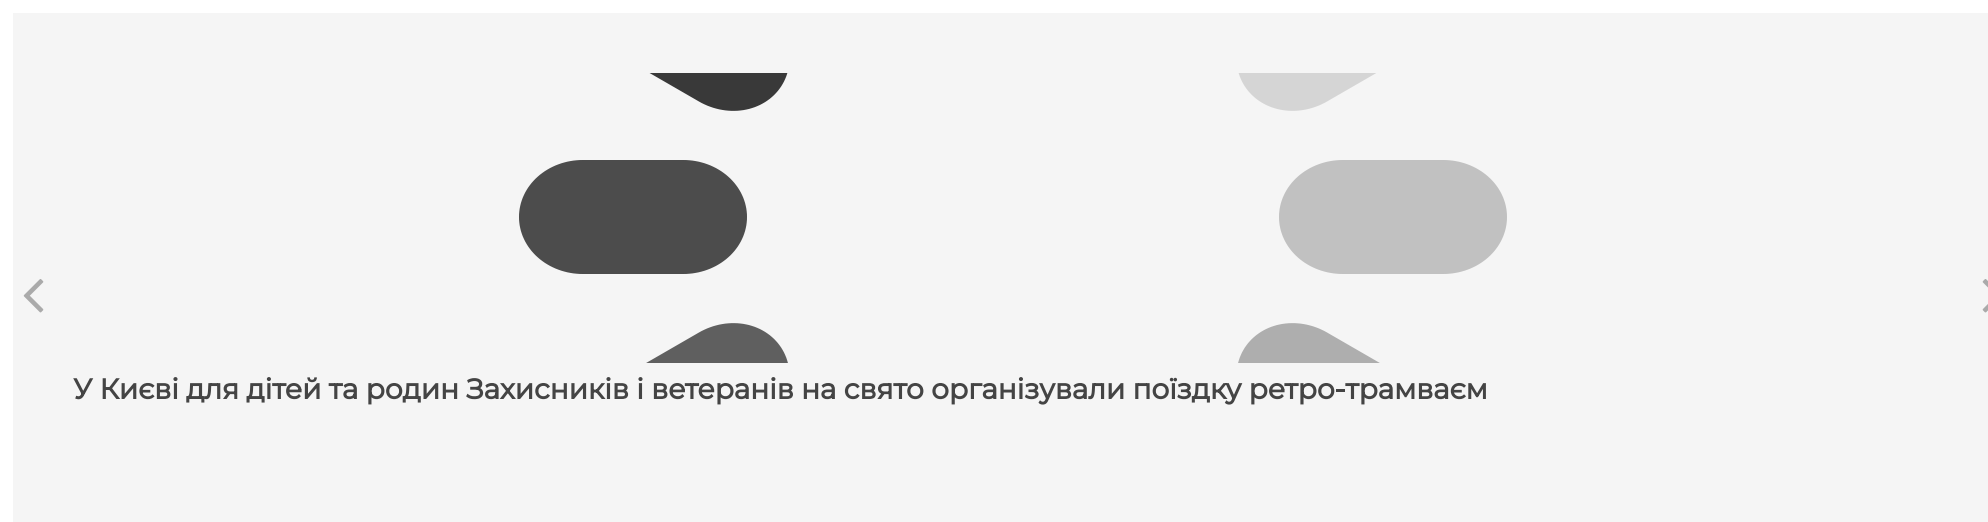 У Києві для дітей та родин Захисників і ветеранів на свято організували поїздку ретро-трамваєм